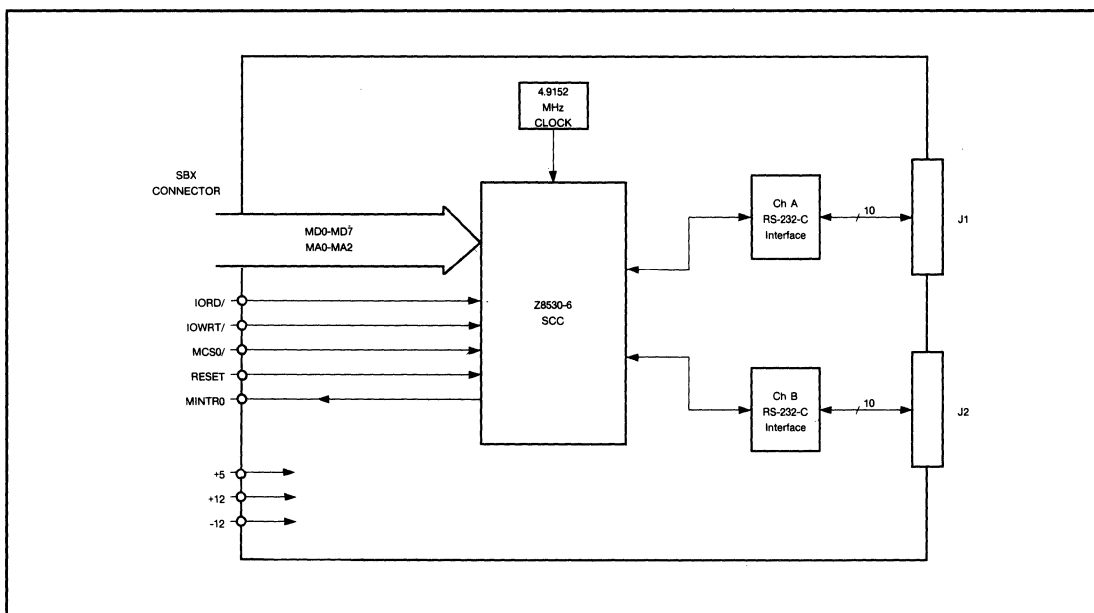 4.9152
MHz
CLOCK
SBX
CONNECTOR
MD0-MD7
MA0-MA2
IORD/
IOWRT/
MCS0/
RESET
MINTR0
+5
+12
-12
Z8530-6
SCC
Ch A
RS-232-C
Interface
10
J1
Ch B
RS-232-C
Interface
10
J2